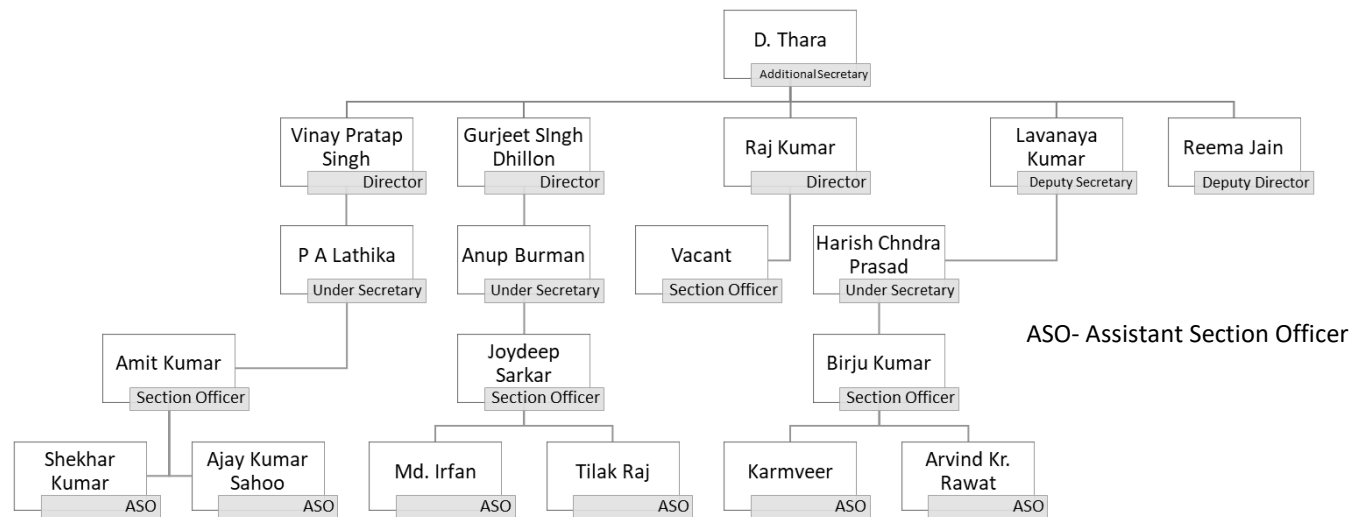 D. Thara
Additional Secretary
Vinay Pratap
Singh
Director
Gurjeet SIngh
Dhillon
Director
Raj Kumar
Director
Lavanaya
Kumar
Deputy Secretary
Reema Jain
Deputy Director
P A Lathika
Under Secretary
Anup Burman
Under Secretary
Vacant
Section Officer
Harish Chndra
Prasad
Under Secretary
ASO- Assistant Section Officer
Amit Kumar
Section Officer
Joydeep
Sarkar
Section Officer
Birju Kumar
Section Officer
Shekhar
Kumar
ASO
Ajay Kumar
Sahoo
ASO
Md. Irfan
ASO
Tilak Raj
ASO
Karmveer
ASO
Arvind Kr.
Rawat
ASO